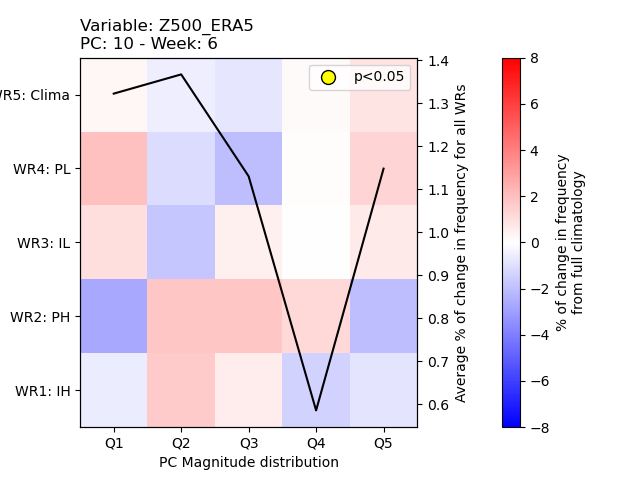 Variable: Z500_ERA5
PC: 10 - Week: 6
p<0.05
WR5: Clima
WR4: PL
WR3: IL
WR2: PH
WR1: IH
Q1 Q2 Q3 Q4 Q5
PC Magnitude distribution
1.4
1.3
1.2
1.1
1.0
0.9
0.8
0.7
0.6
Average % of change in frequency for all WRs
8
6
4
2
0
−2
−4
−6
−8
% of change in frequency
from full climatology